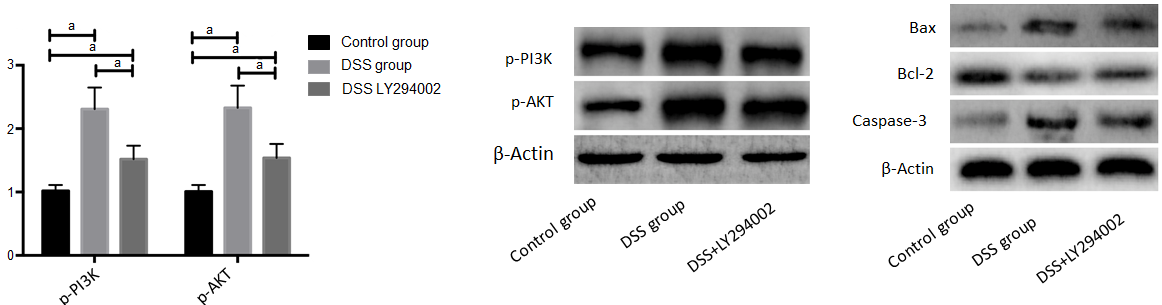 a
a
a
a
a
a
Control group
DSS group
DSS LY294002
3
2
1
0
p-PI3K
p-AKT
p-PI3K
p-AKT
β-Actin
Control group
DSS group
DSS+LY294002
Bax
Bcl-2
Caspase-3
β-Actin
Control group
DSS group
DSS+LY294002